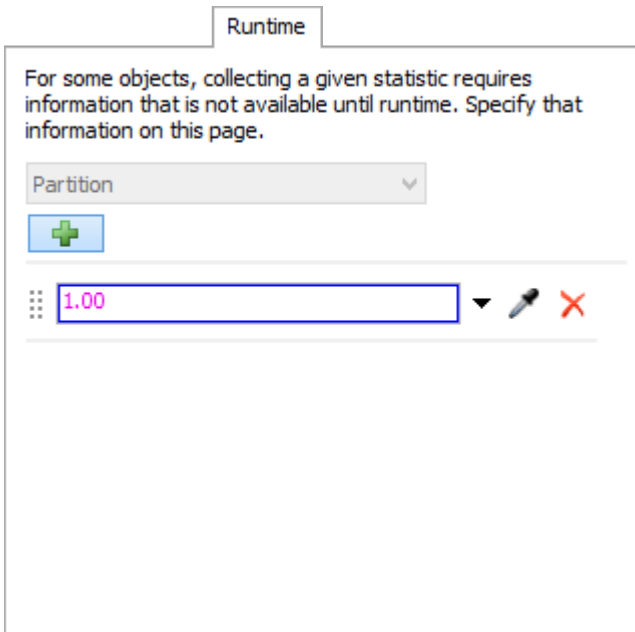 Runtime
For some objects, collecting a given statistic requires
information that is not available until runtime. Specify that
information on this page.
Partition
1.00